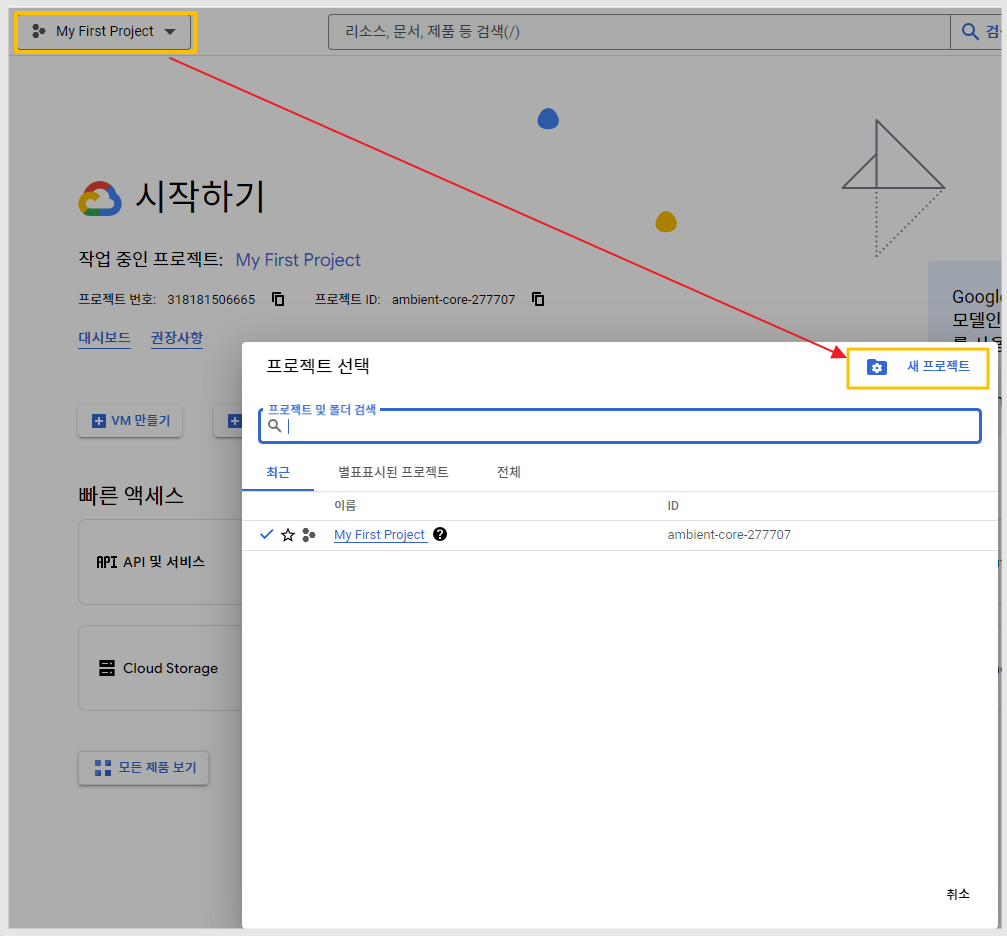 My First Project
리소스, 문서, 제품 등 검색(/)
시작하기
작업 중인 프로젝트: My First Project
프로젝트 번호: 318181506665 프로젝트 ID: ambient-core-277707
대시보드 권장사항
모델인
프로젝트 선택
새 프로젝트
VM 만들기
프로젝트 및 폴더 검색
최근 별표표시된 프로젝트 전체
빠른 액세스
이름 ID
My First Project ambient-core-277707
API API 및 서비스
Cloud Storage
모든 제품 보기
취소